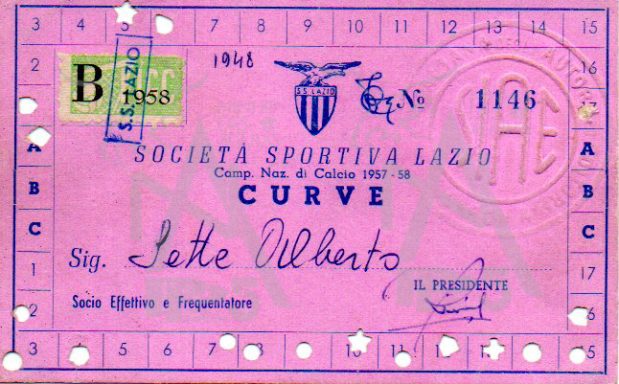 3 4 5 6 7 8 9 10 11 12 13 14 15
2 16
B 1958
S.S. LAZIO
1948
S.S. LAZIO
No 1146
SIAE
17
A A
SOCIETÀ SPORTIVA LAZIO
Camp. Naz. di Calcio 1957-58
B B
CURVE
C C
Sig. Sette Alberto
1 17
IL PRESIDENTE
Socio Effettivo e Frequentatore
2 16
3 5 6 7 8 9 10 11 12 13 14 15